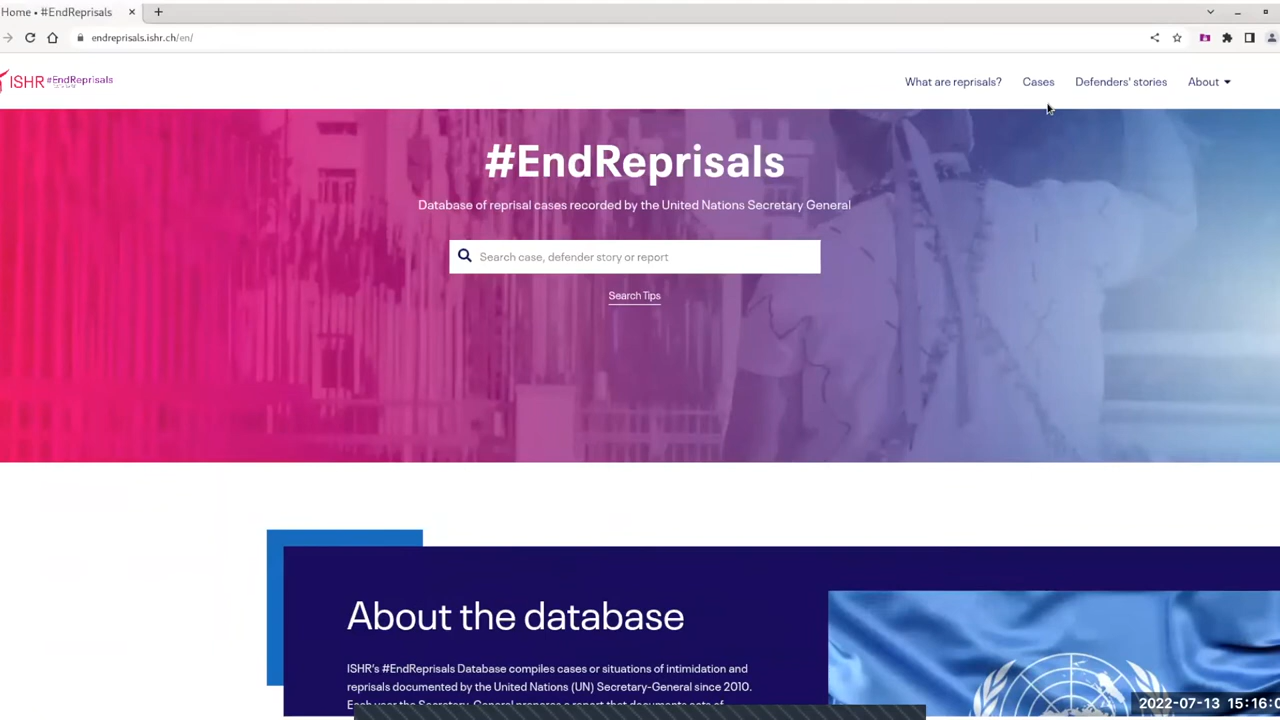 Home • #EndReprisals
endreprisals.ishr.ch/en/
ISHR #EndReprisals
What are reprisals? Cases Defenders' stories About
#EndReprisals
Database of reprisal cases recorded by the United Nations Secretary General
Search case, defender story or report
Search Tips
About the database
ISHR's #EndReprisals Database compiles cases or situations of intimidation and
reprisals documented by the United Nations (UN) Secretary-General since 2010.
Each year the Secretary-General prepares a report that documents acts of
2022-07-13 15:16:0